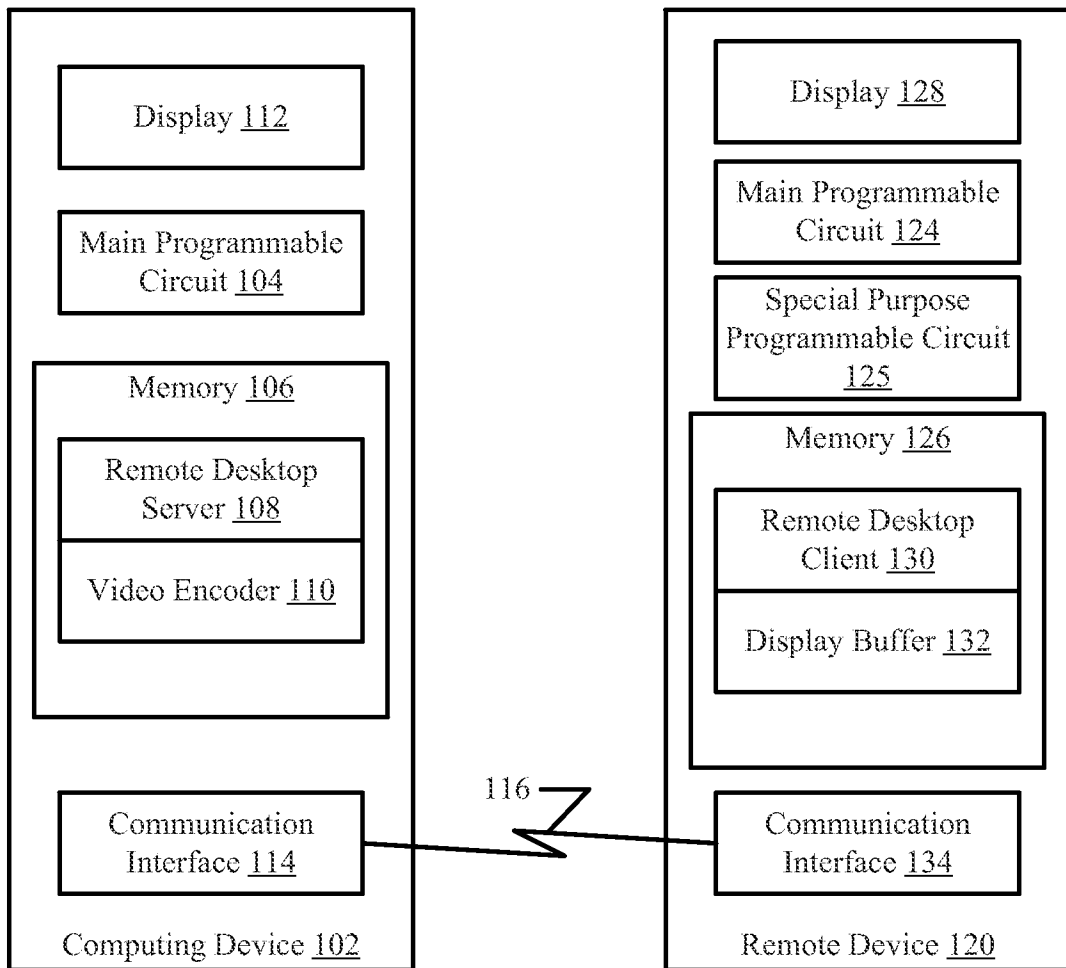 Display 112
Main Programmable
Circuit 104
Memory 106
Remote Desktop
Server 108
Video Encoder 110
Communication
Interface 114
Computing Device 102
116
Display 128
Main Programmable
Circuit 124
Special Purpose
Programmable Circuit
125
Memory 126
Remote Desktop
Client 130
Display Buffer 132
Communication
Interface 134
Remote Device 120